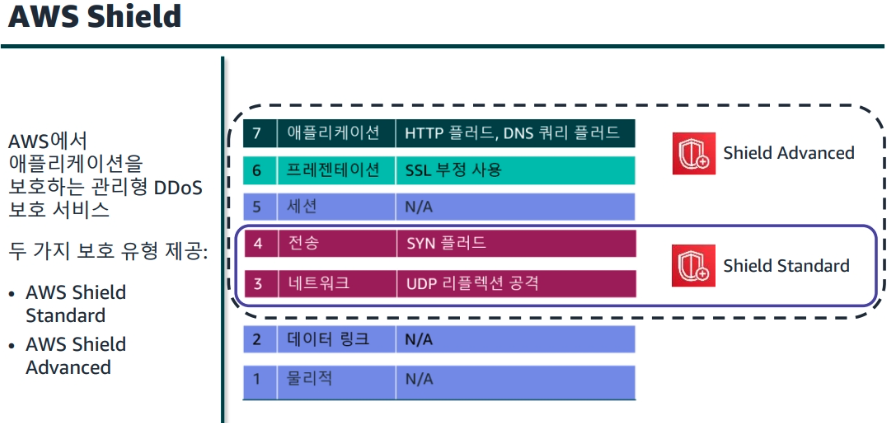 AWS Shield
AWS에서
애플리케이션을
보호하는 관리형 DDoS
보호 서비스
두 가지 보호 유형 제공:
• AWS Shield
Standard
• AWS Shield
Advanced
7 애플리케이션 HTTP 플러드, DNS 쿼리 플러드
6 프레젠테이션 SSL 부정 사용
5 세션 N/A
4 전송 SYN 플러드
3 네트워크 UDP 리플렉션 공격
2 데이터 링크 N/A
1 물리적 N/A
Shield Advanced
Shield Standard